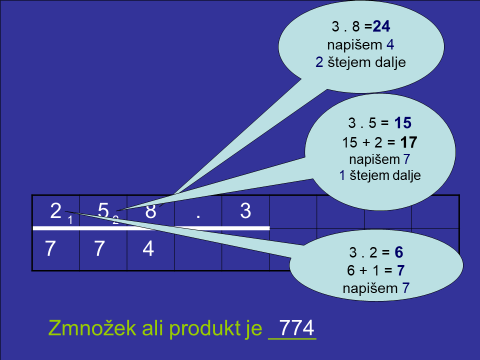 3 . 8 =24
napišem 4
2 štejem dalje
3 . 5 = 15
15 + 2 = 17
napišem 7
1 štejem dalje
2 1 5 2 8 . 3
7 7 4
3 . 2 = 6
6 + 1 = 7
napišem 7
Zmnožek ali produkt je 774